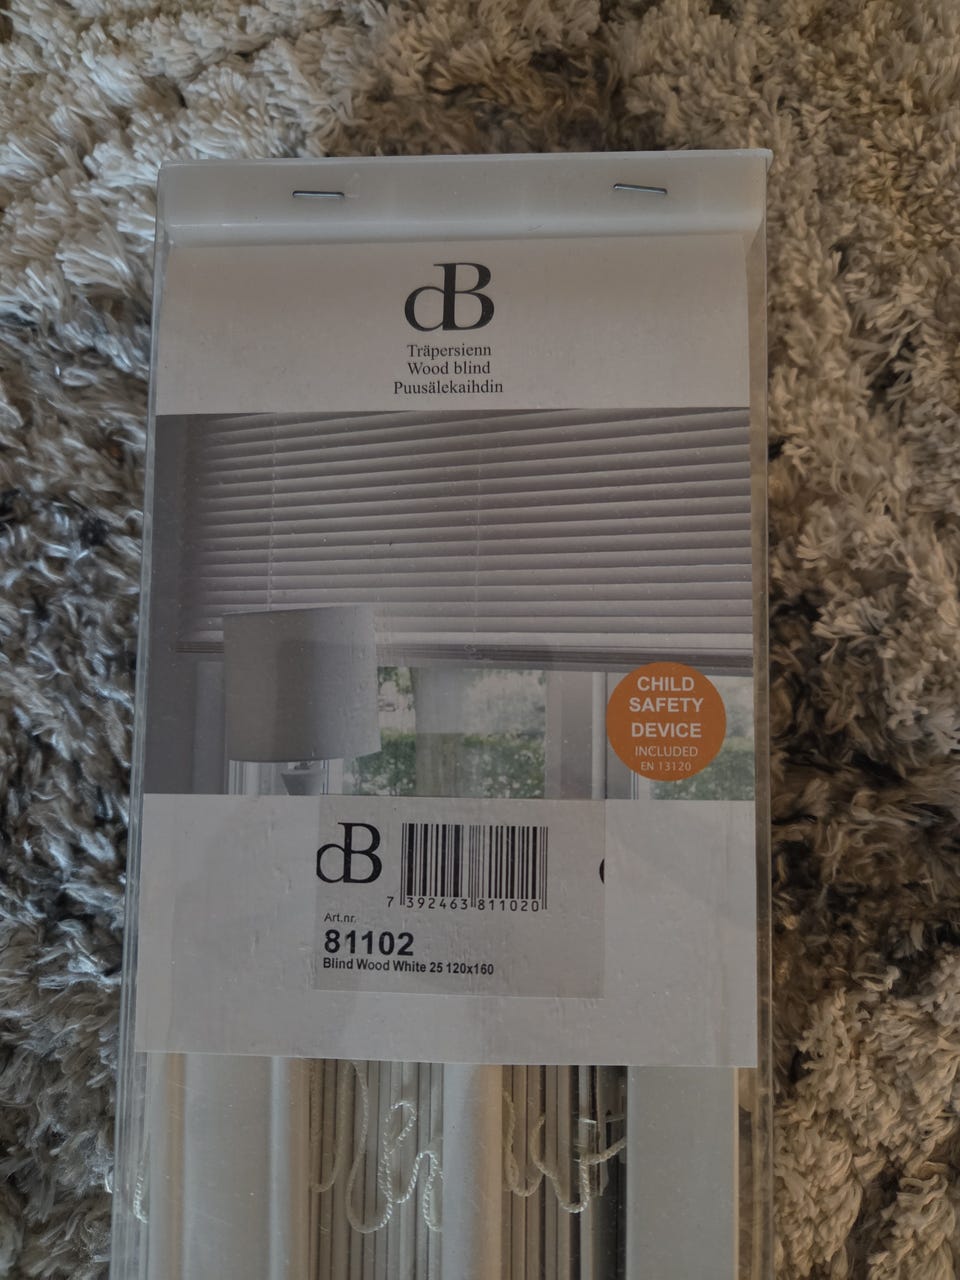 dB
Träpersienn
Wood blind
Puusälekaihdin
CHILD
SAFETY
DEVICE
INCLUDED
EN 13120
dB
7 392463 811020
Art.nr.
81102
Blind Wood White 25 120x160